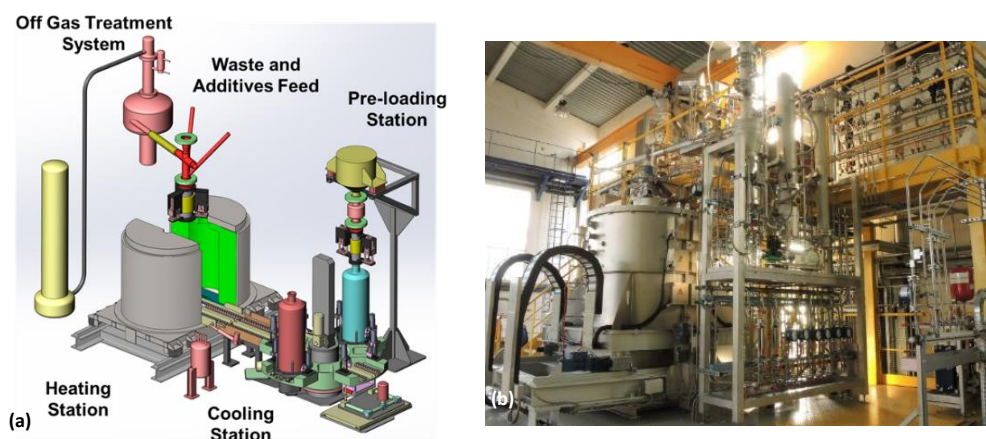 Off Gas Treatment
System
Waste and
Additives Feed
Pre-loading
Station
Heating
Station
Cooling
Station
(a)
(b)